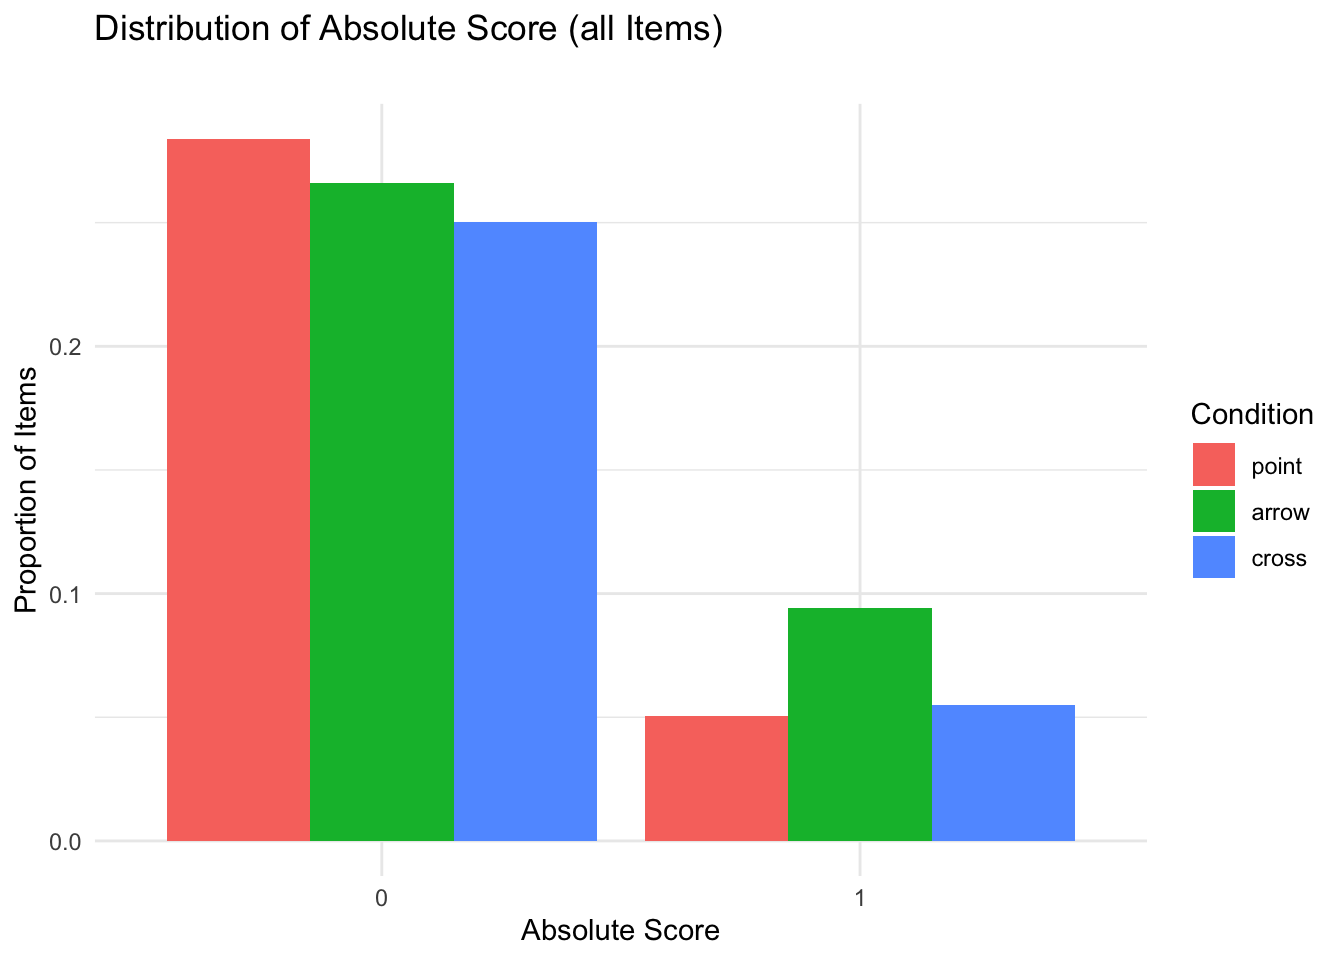 Distribution of Absolute Score (all Items)
Proportion of Items
0.2
0.1
0.0
0
1
Absolute Score
Condition
point
arrow
cross